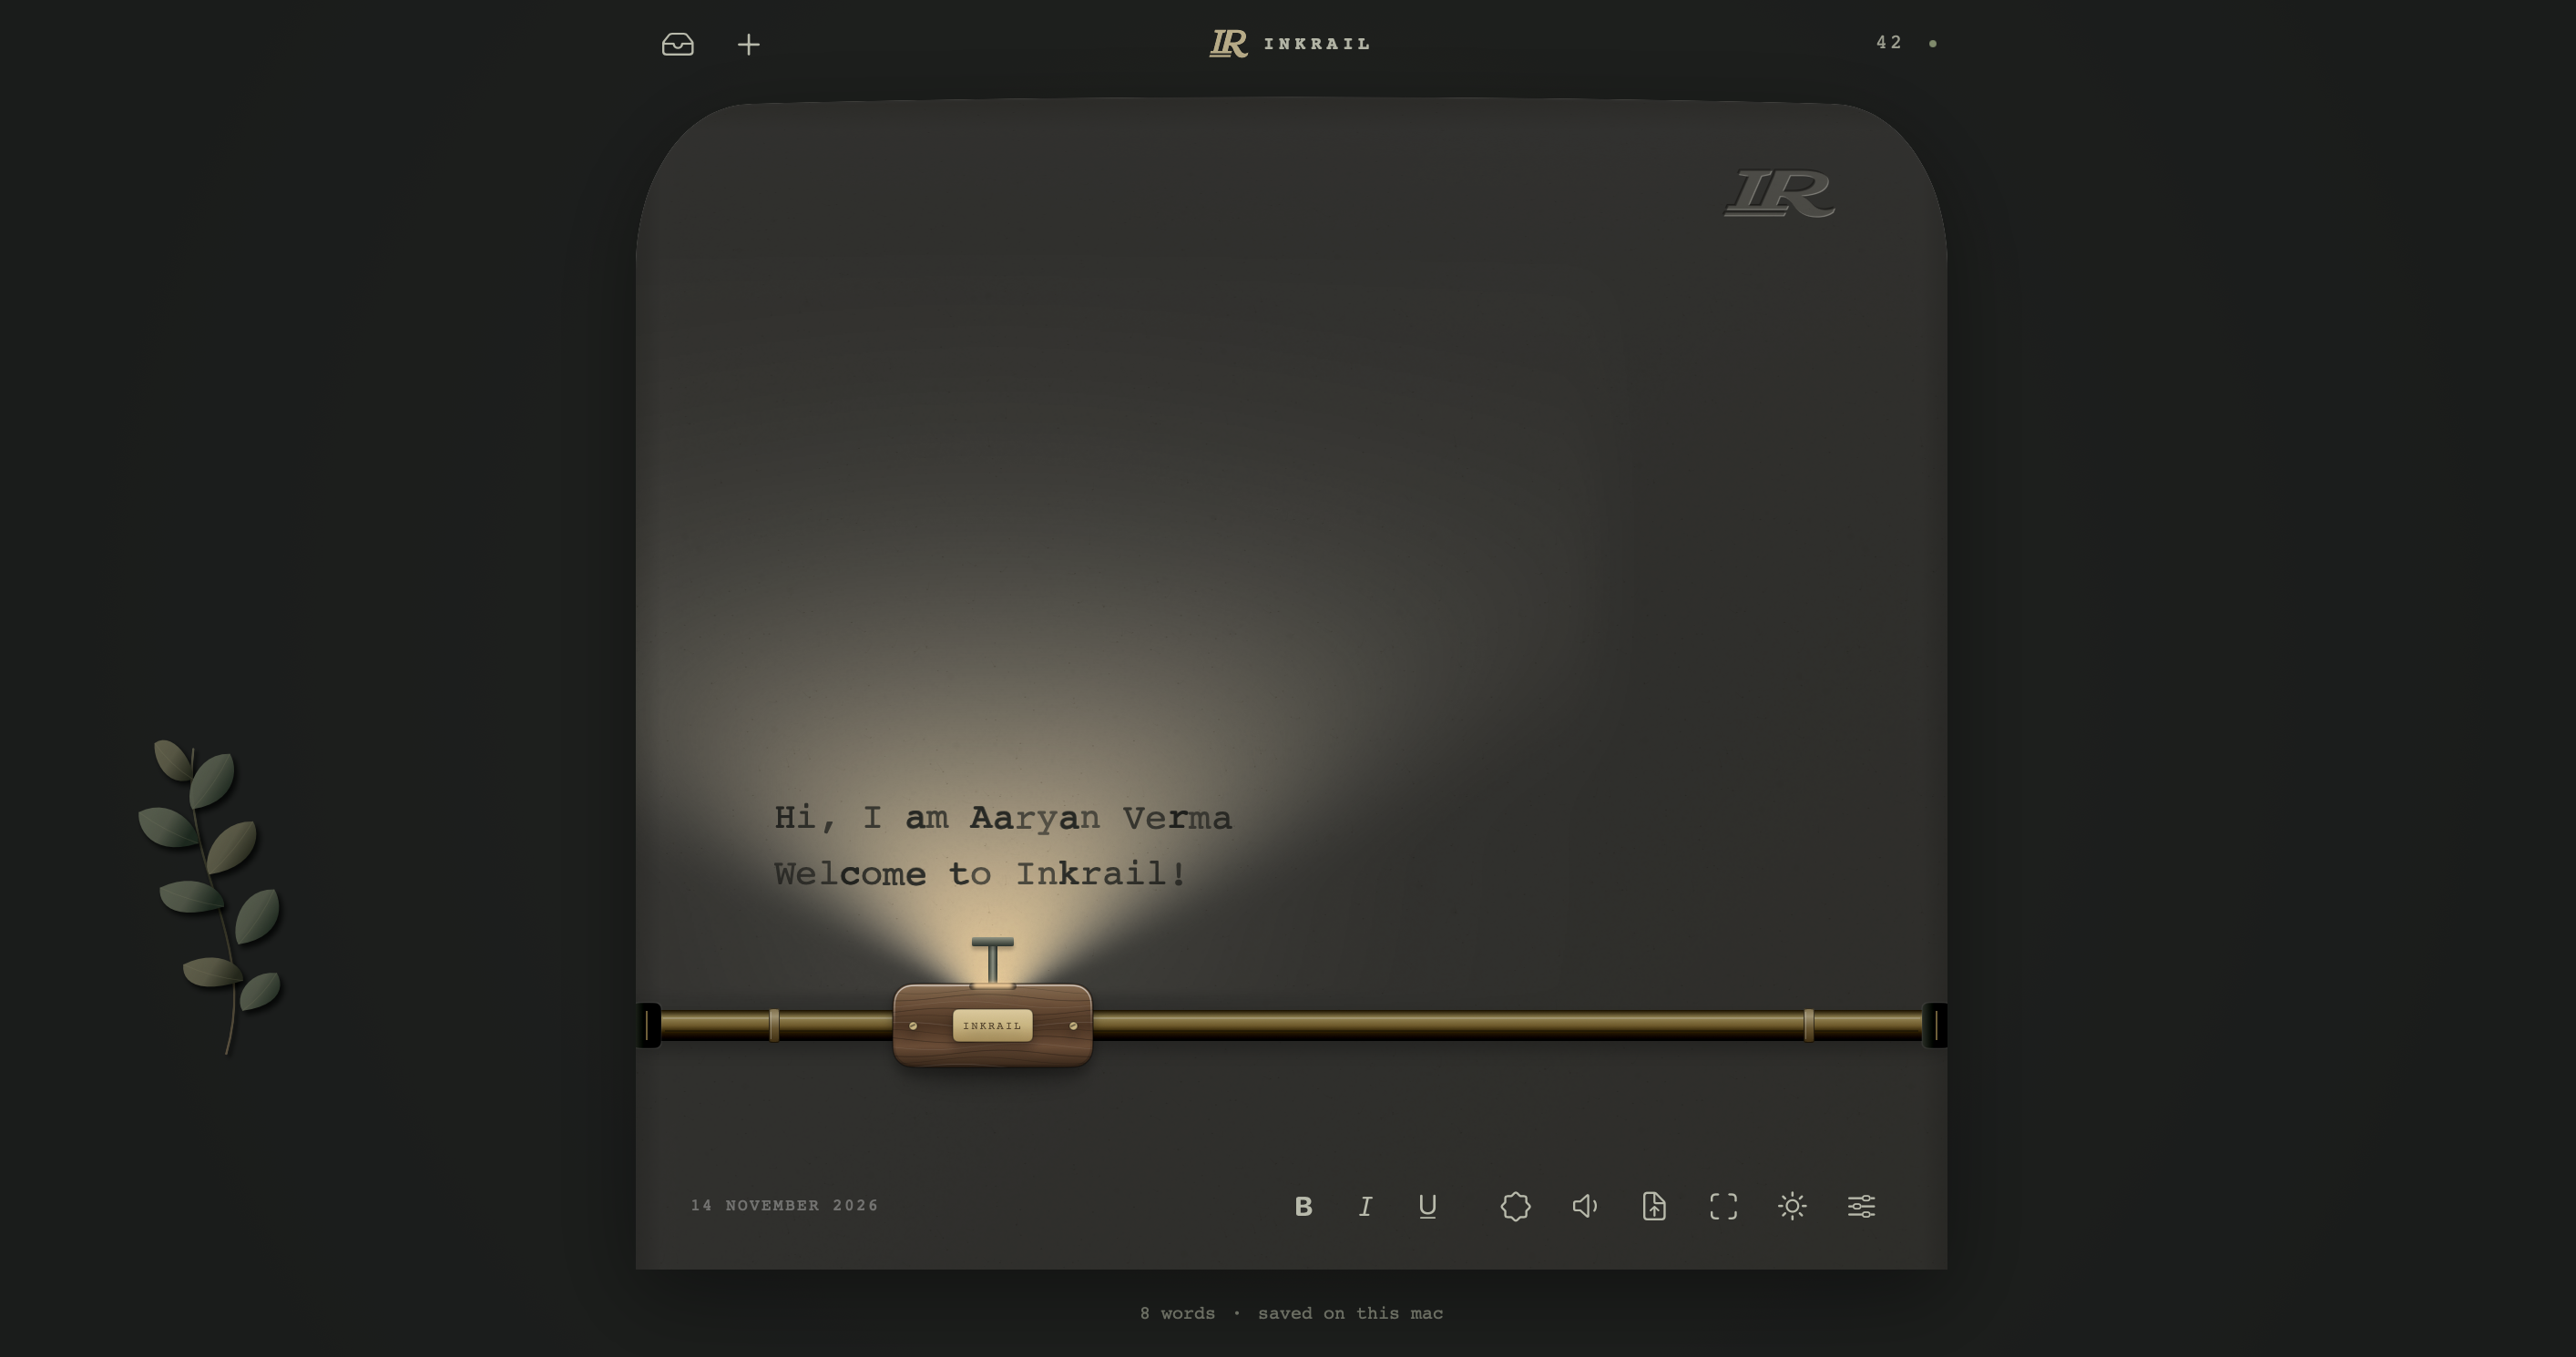 IR INKRAIL
42
IR
Hi, I am Aaryan Verma
Welcome to Inkrail!
INKRAIL
14 NOVEMBER 2026
B I U
8 words · saved on this mac